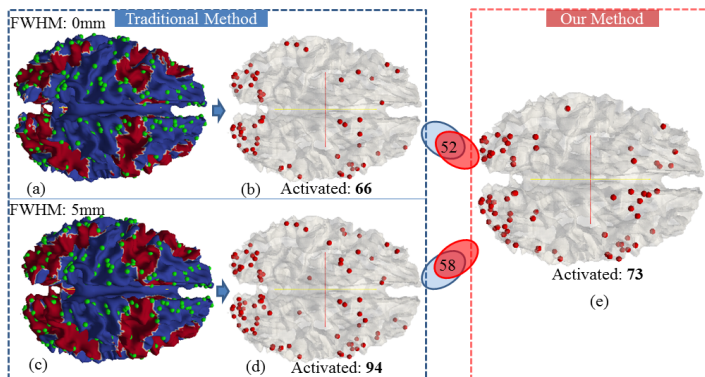 Traditional Method
Our Method
FWHM: 0mm
(a)
(b)
Activated: 66
52
FWHM: 5mm
58
Activated: 73
(e)
(c)
(d)
Activated: 94